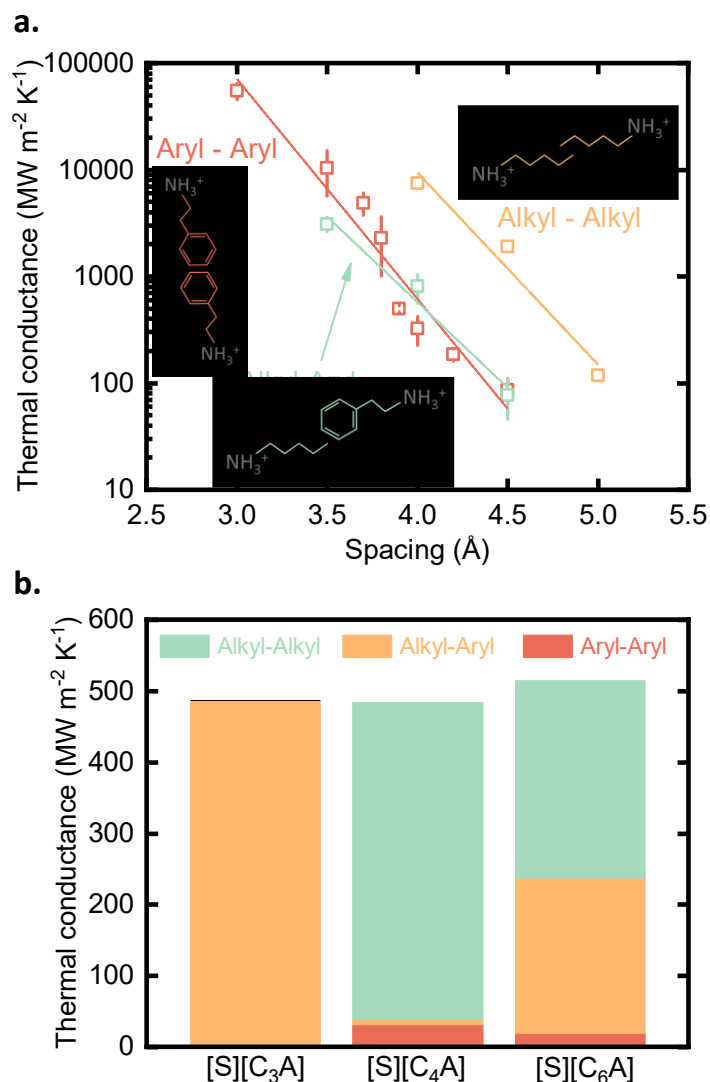 a.
Thermal conductance (MW m⁻² K⁻¹)
100000
10000
1000
100
10
Aryl - Aryl
NH₃⁺
NH₃⁺
NH₃⁺
NH₃⁺
Alkyl - Alkyl
NH₃⁺
NH₃⁺
2.5 3.0 3.5 4.0 4.5 5.0 5.5
Spacing (Å)
b.
Thermal conductance (MW m⁻² K⁻¹)
600
500
400
300
200
100
0
Alkyl-Alkyl Alkyl-Aryl Aryl-Aryl
[S][C₃A] [S][C₄A] [S][C₆A]